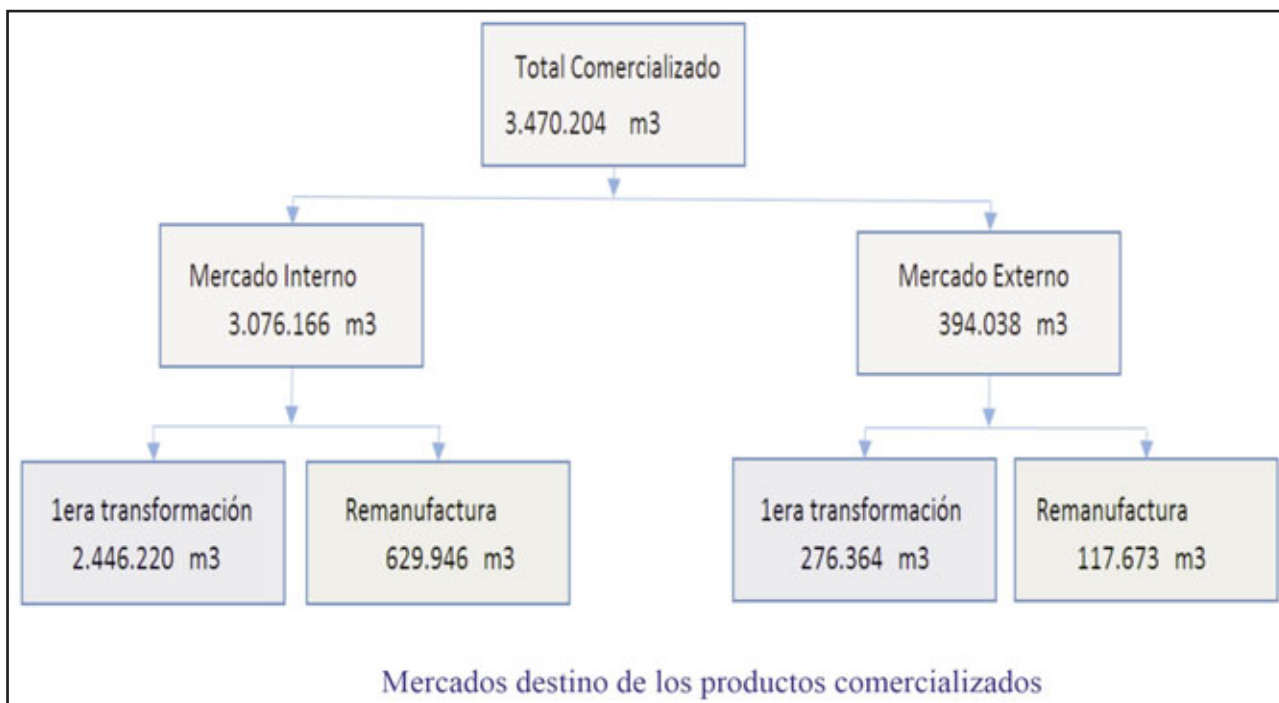 Total Comercializado
3.470.204 m3
Mercado Interno
3.076.166 m3
Mercado Externo
394.038 m3
1era transformación
2.446.220 m3
Remanufactura
629.946 m3
1era transformación
276.364 m3
Remanufactura
117.673 m3
Mercados destino de los productos comercializados